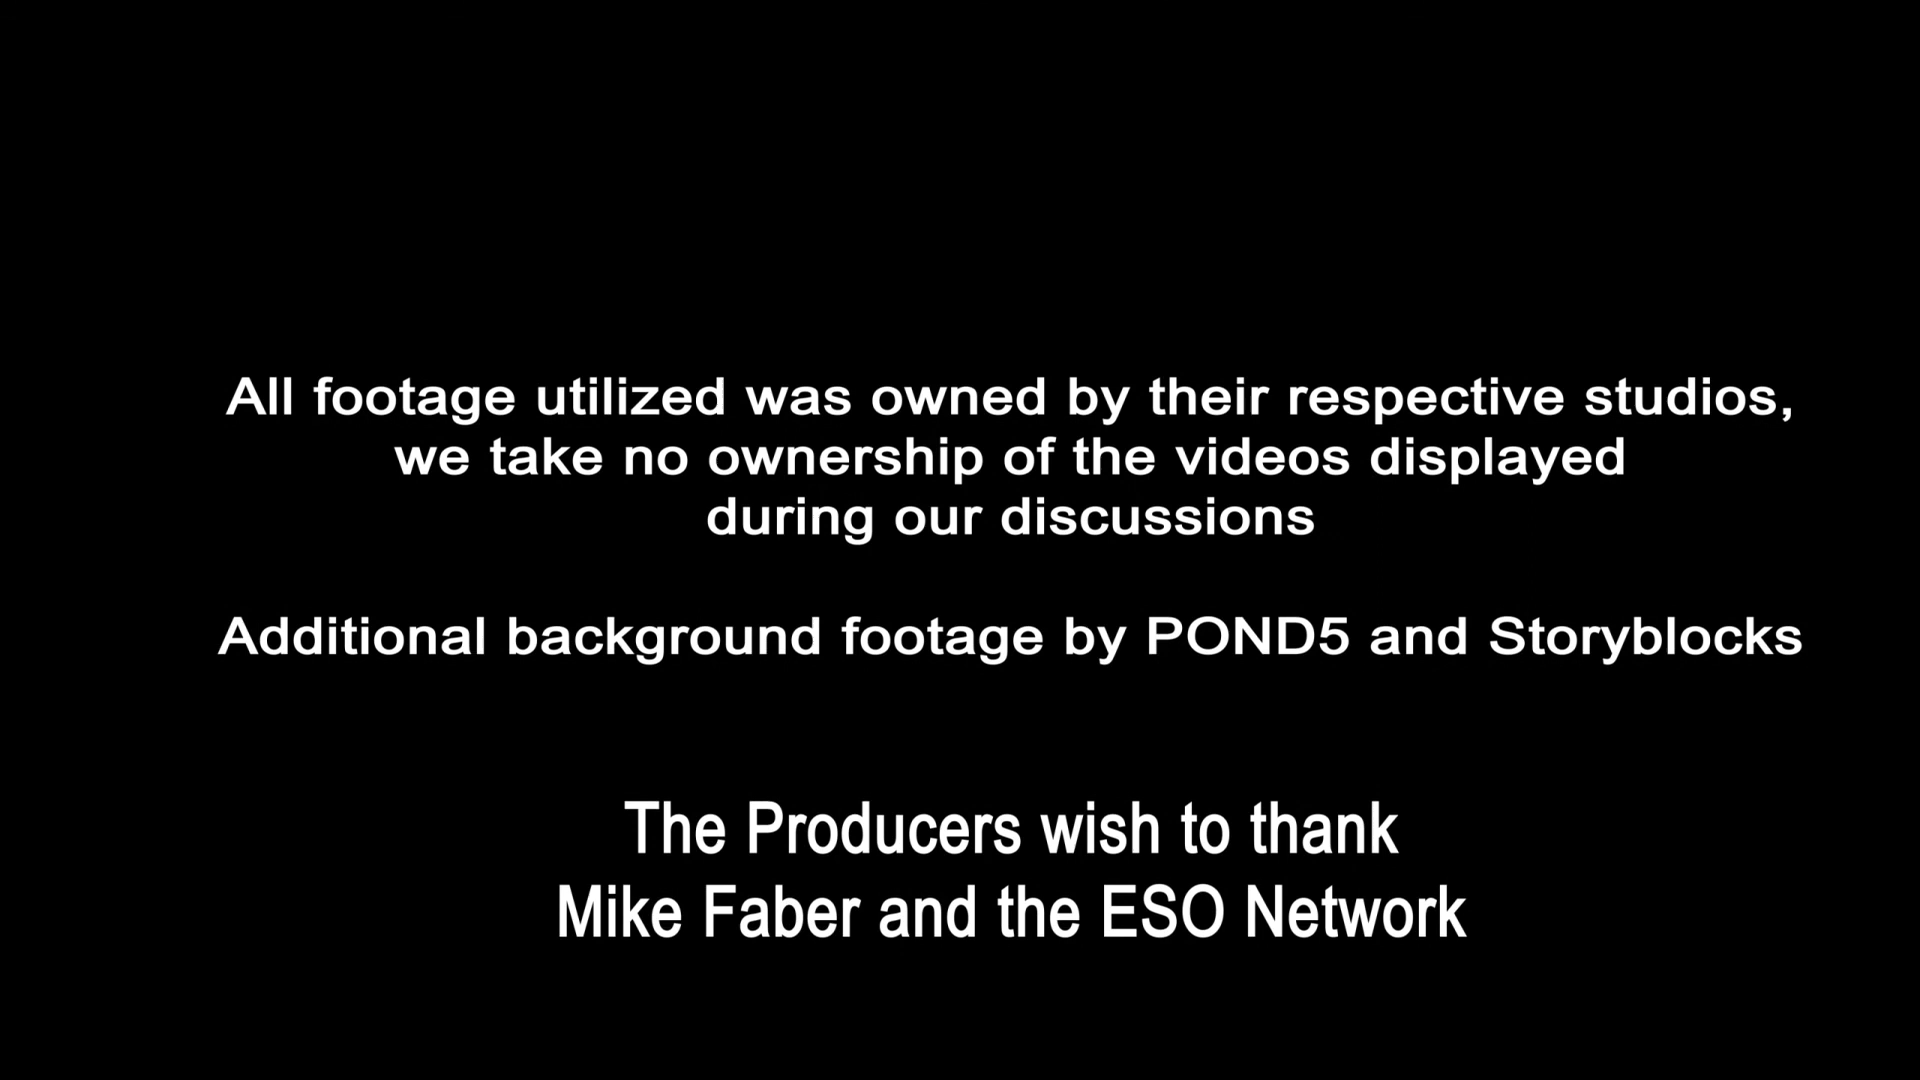 All footage utilized was owned by their respective studios,
we take no ownership of the videos displayed
during our discussions
Additional background footage by POND5 and Storyblocks
The Producers wish to thank
Mike Faber and the ESO Network